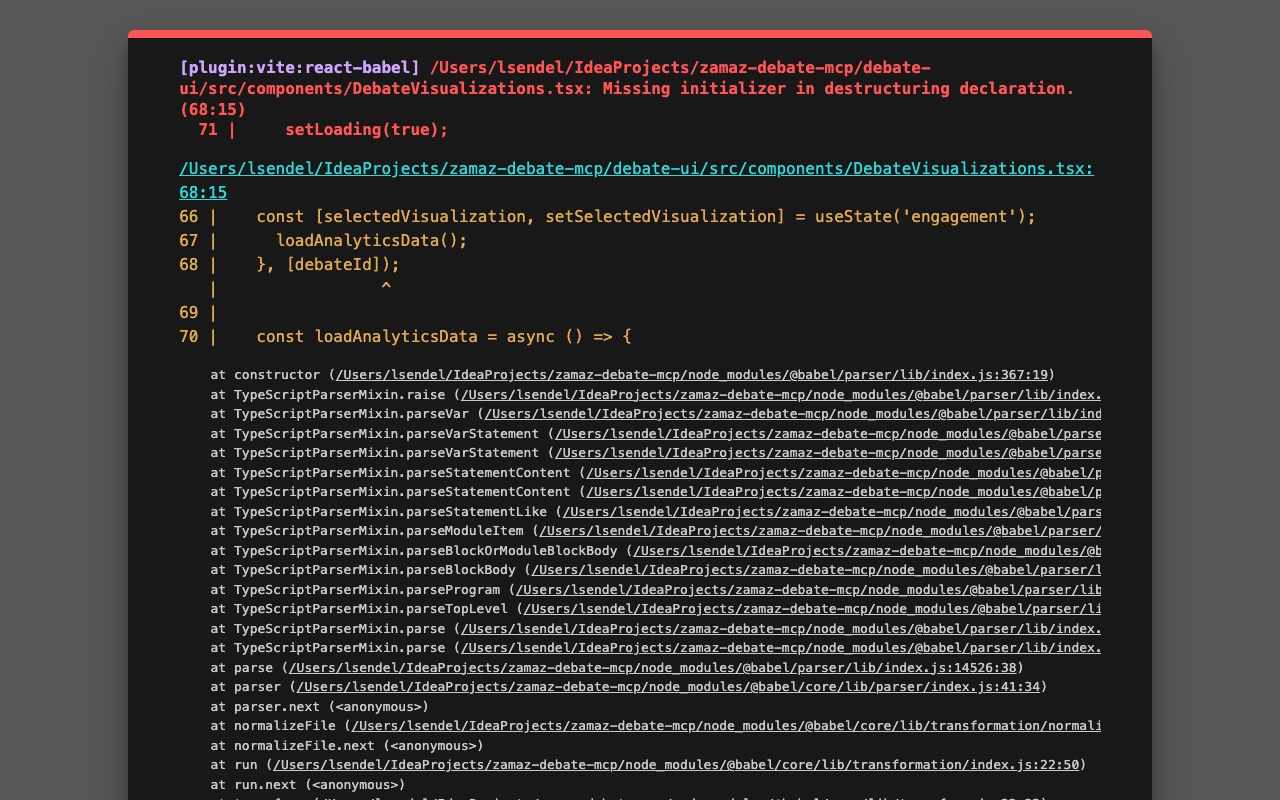 [plugin:vite:react-babel] /Users/lsendel/IdeaProjects/zamaz-debate-mcp/debate-
ui/src/components/DebateVisualizations.tsx: Missing initializer in destructuring declaration.
(68:15)
  71 |     setLoading(true);
/Users/lsendel/IdeaProjects/zamaz-debate-mcp/debate-ui/src/components/DebateVisualizations.tsx:
68:15
66 |    const [selectedVisualization, setSelectedVisualization] = useState('engagement');
67 |      loadAnalyticsData();
68 |    }, [debateId]);
   |                 ^
69 |
70 |    const loadAnalyticsData = async () => {
at constructor (/Users/lsendel/IdeaProjects/zamaz-debate-mcp/node_modules/@babel/parser/lib/index.js:367:19)
at TypeScriptParserMixin.raise (/Users/lsendel/IdeaProjects/zamaz-debate-mcp/node_modules/@babel/parser/lib/index.
at TypeScriptParserMixin.parseVar (/Users/lsendel/IdeaProjects/zamaz-debate-mcp/node_modules/@babel/parser/lib/ind
at TypeScriptParserMixin.parseVarStatement (/Users/lsendel/IdeaProjects/zamaz-debate-mcp/node_modules/@babel/parse
at TypeScriptParserMixin.parseVarStatement (/Users/lsendel/IdeaProjects/zamaz-debate-mcp/node_modules/@babel/parse
at TypeScriptParserMixin.parseStatementContent (/Users/lsendel/IdeaProjects/zamaz-debate-mcp/node_modules/@babel/p
at TypeScriptParserMixin.parseStatementContent (/Users/lsendel/IdeaProjects/zamaz-debate-mcp/node_modules/@babel/p
at TypeScriptParserMixin.parseStatementLike (/Users/lsendel/IdeaProjects/zamaz-debate-mcp/node_modules/@babel/pars
at TypeScriptParserMixin.parseModuleItem (/Users/lsendel/IdeaProjects/zamaz-debate-mcp/node_modules/@babel/parser/
at TypeScriptParserMixin.parseBlockOrModuleBlockBody (/Users/lsendel/IdeaProjects/zamaz-debate-mcp/node_modules/@b
at TypeScriptParserMixin.parseBlockBody (/Users/lsendel/IdeaProjects/zamaz-debate-mcp/node_modules/@babel/parser/l
at TypeScriptParserMixin.parseProgram (/Users/lsendel/IdeaProjects/zamaz-debate-mcp/node_modules/@babel/parser/lib
at TypeScriptParserMixin.parseTopLevel (/Users/lsendel/IdeaProjects/zamaz-debate-mcp/node_modules/@babel/parser/li
at TypeScriptParserMixin.parse (/Users/lsendel/IdeaProjects/zamaz-debate-mcp/node_modules/@babel/parser/lib/index.
at TypeScriptParserMixin.parse (/Users/lsendel/IdeaProjects/zamaz-debate-mcp/node_modules/@babel/parser/lib/index.
at parse (/Users/lsendel/IdeaProjects/zamaz-debate-mcp/node_modules/@babel/parser/lib/index.js:14526:38)
at parser (/Users/lsendel/IdeaProjects/zamaz-debate-mcp/node_modules/@babel/core/lib/parser/index.js:41:34)
at parser.next (<anonymous>)
at normalizeFile (/Users/lsendel/IdeaProjects/zamaz-debate-mcp/node_modules/@babel/core/lib/transformation/normali
at normalizeFile.next (<anonymous>)
at run (/Users/lsendel/IdeaProjects/zamaz-debate-mcp/node_modules/@babel/core/lib/transformation/index.js:22:50)
at run.next (<anonymous>)